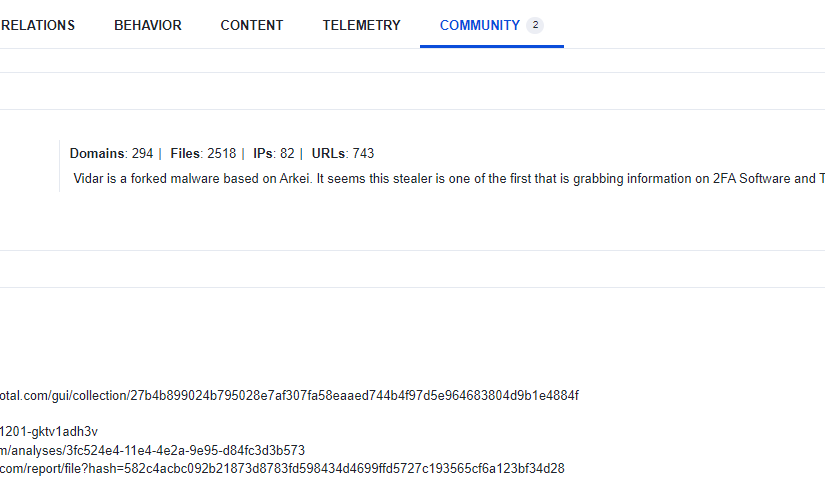 RELATIONS BEHAVIOR CONTENT TELEMETRY COMMUNITY 2
Domains: 294 | Files: 2518 | IPs: 82 | URLs: 743
Vidar is a forked malware based on Arkei. It seems this stealer is one of the first that is grabbing information on 2FA Software and T
otal.com/gui/collection/27b4b899024b795028e7af307fa58eaaed744b4f97d5e964683804d9b1e4884f
1201-gktv1adh3v
m/analyses/3fc524e4-11e4-4e2a-9e95-d84fc3d3b573
com/report/file?hash=582c4acbc092b21873d8783fd598434d4699ffd5727c193565cf6a123bf34d28